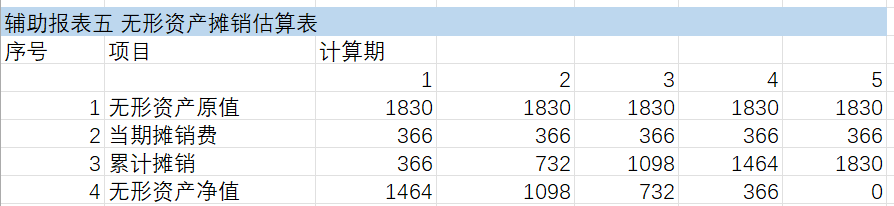 辅助报表五 无形资产摊销估算表
序号 项目 计算期
1 2 3 4 5
1 无形资产原值 1830 1830 1830 1830 1830
2 当期摊销费 366 366 366 366 366
3 累计摊销 366 732 1098 1464 1830
4 无形资产净值 1464 1098 732 366 0